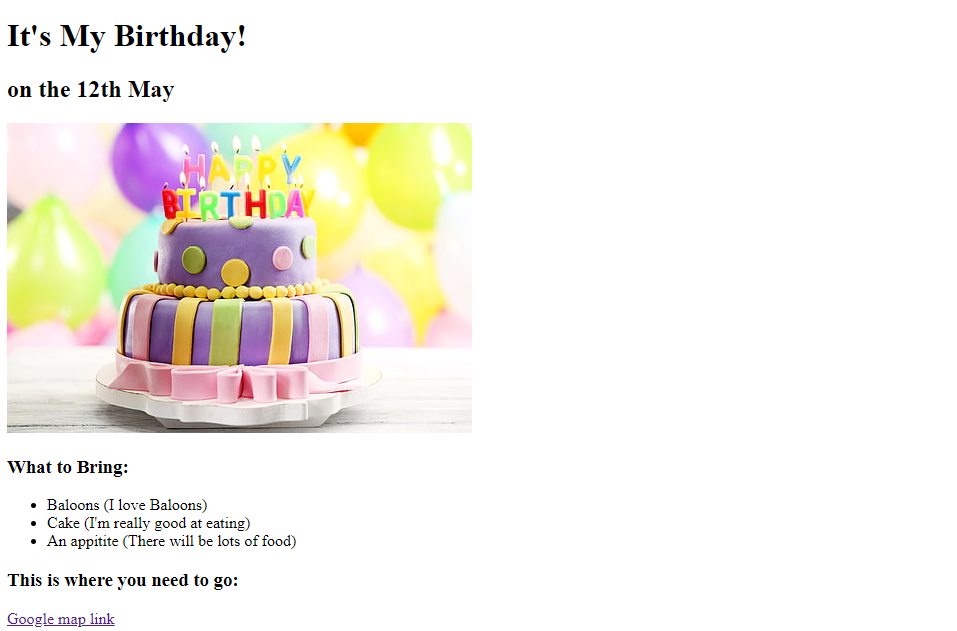 It's My Birthday!
on the 12th May
HAPPY
BIRTHDAY
What to Bring:
Baloons (I love Baloons)
Cake (I'm really good at eating)
An appitite (There will be lots of food)
This is where you need to go:
Google map link